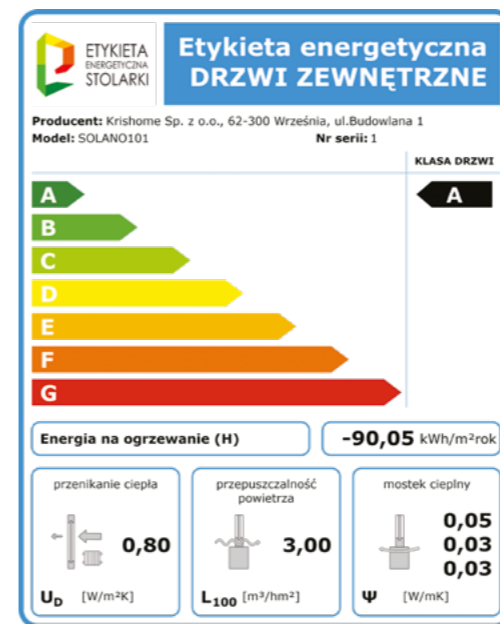 ETYKIETA
ENERGETYCZNA
STOLARKI
Etykieta energetyczna
DRZWI ZEWNĘTRZNE
Producent: Krishome Sp. z o.o., 62-300 Września, ul.Budowlana 1
Model: SOLANO101 Nr serii: 1
KLASA DRZWI
A A
B
C
D
E
F
G
Energia na ogrzewanie (H) -90,05 kWh/m²rok
przenikanie ciepła
0,80
U_D [W/m²K]
przepuszczalność
powietrza
3,00
L₁₀₀ [m³/hm²]
mostek cieplny
0,05
0,03
0,03
Ψ [W/mK]